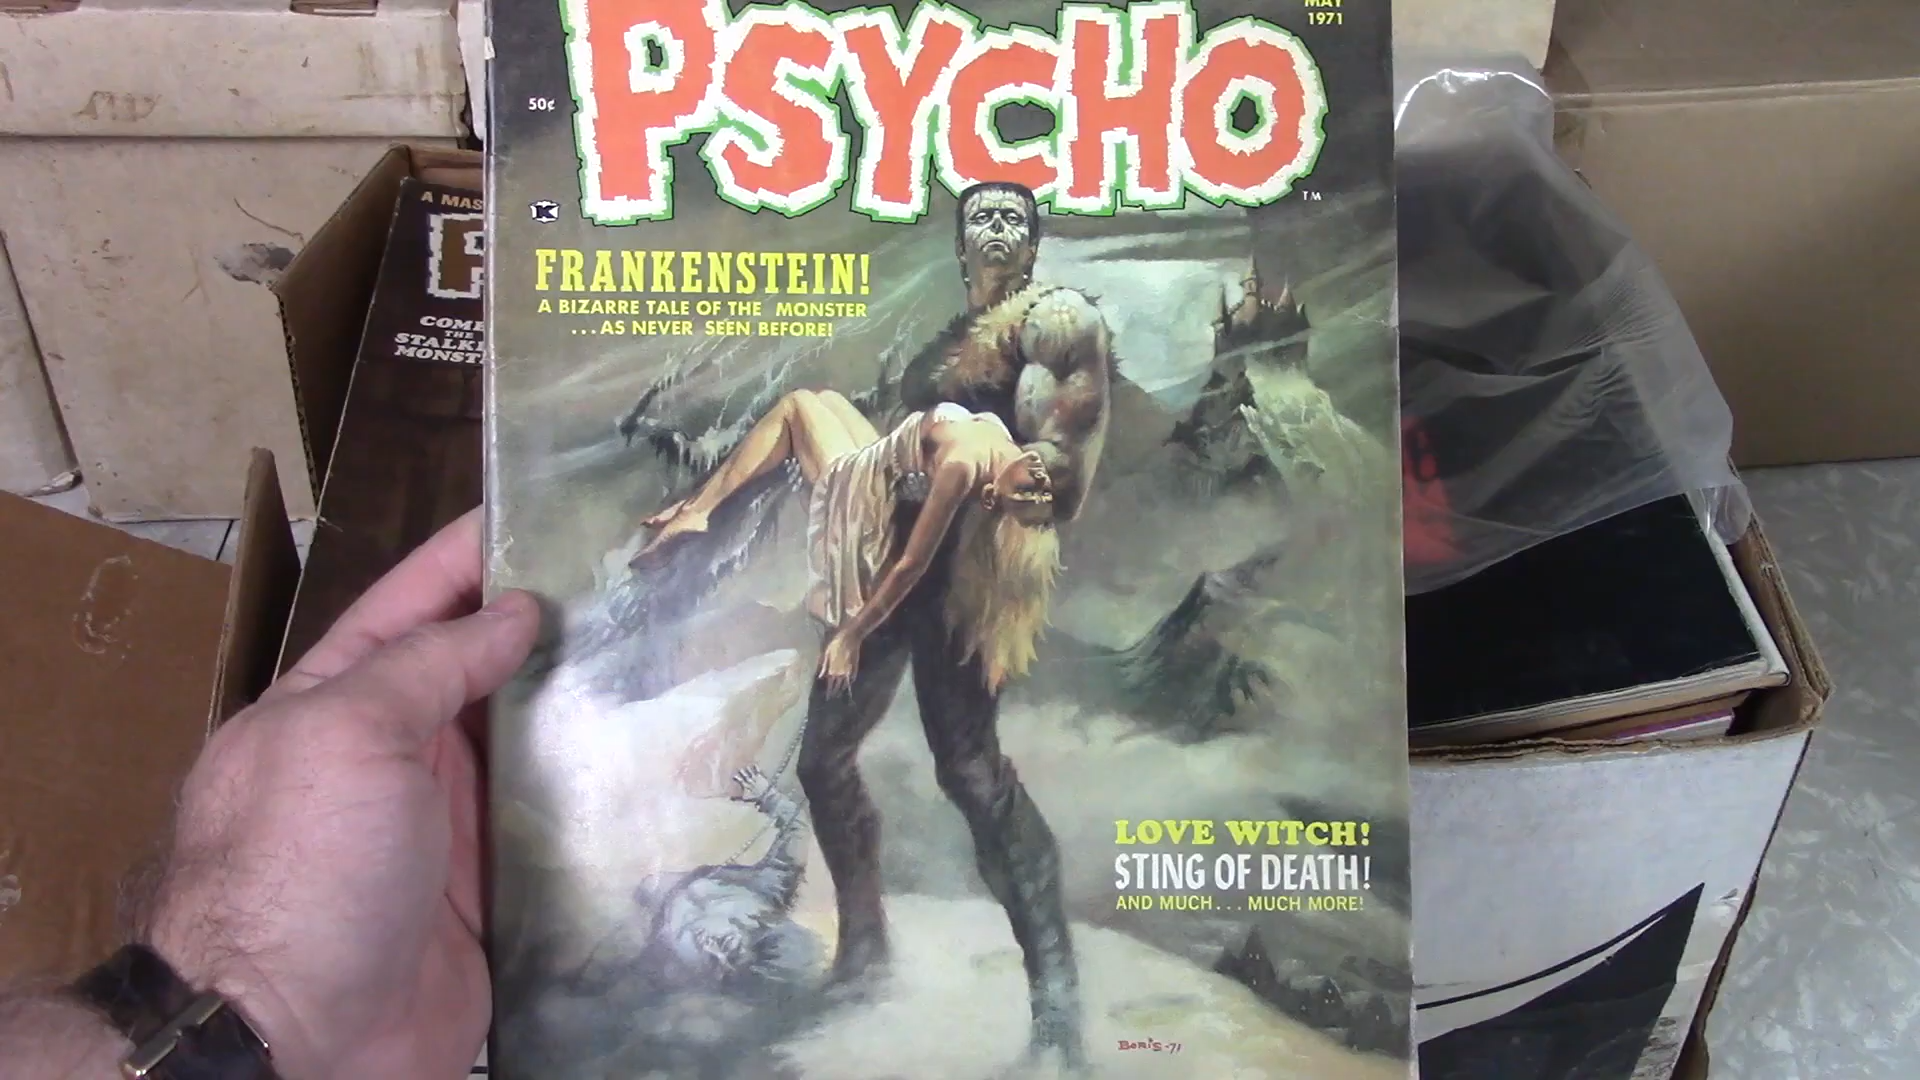 MAY
1971
PSYCHO
50¢
TM
K
FRANKENSTEIN!
A BIZARRE TALE OF THE MONSTER
...AS NEVER SEEN BEFORE!
LOVE WITCH!
STING OF DEATH!
AND MUCH...MUCH MORE!
BORIS-71
A MAS
P
COME
THE
STALK
MONST